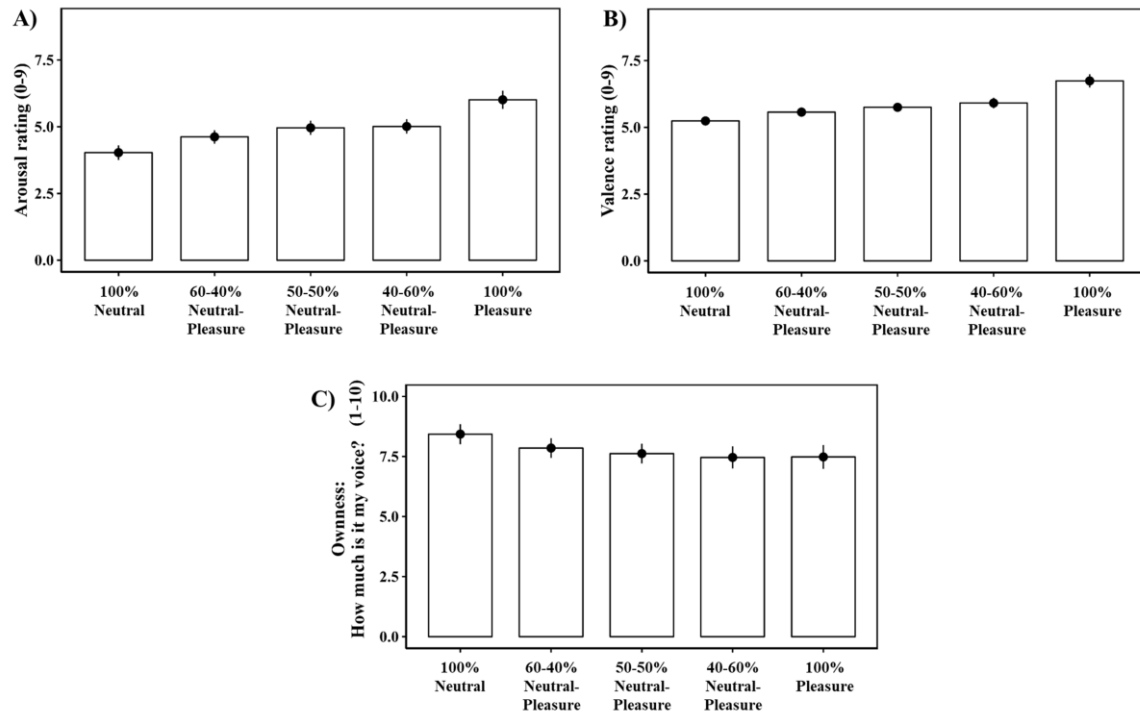 A)
Arousal rating (0-9)
7.5
5.0
2.5
0.0
100%
Neutral
60-40%
Neutral-
Pleasure
50-50%
Neutral-
Pleasure
40-60%
Neutral-
Pleasure
100%
Pleasure
B)
Valence rating (0-9)
7.5
5.0
2.5
0.0
100%
Neutral
60-40%
Neutral-
Pleasure
50-50%
Neutral-
Pleasure
40-60%
Neutral-
Pleasure
100%
Pleasure
C)
Ownness:
How much is it my voice? (1-10)
10.0
7.5
5.0
2.5
0.0
100%
Neutral
60-40%
Neutral-
Pleasure
50-50%
Neutral-
Pleasure
40-60%
Neutral-
Pleasure
100%
Pleasure